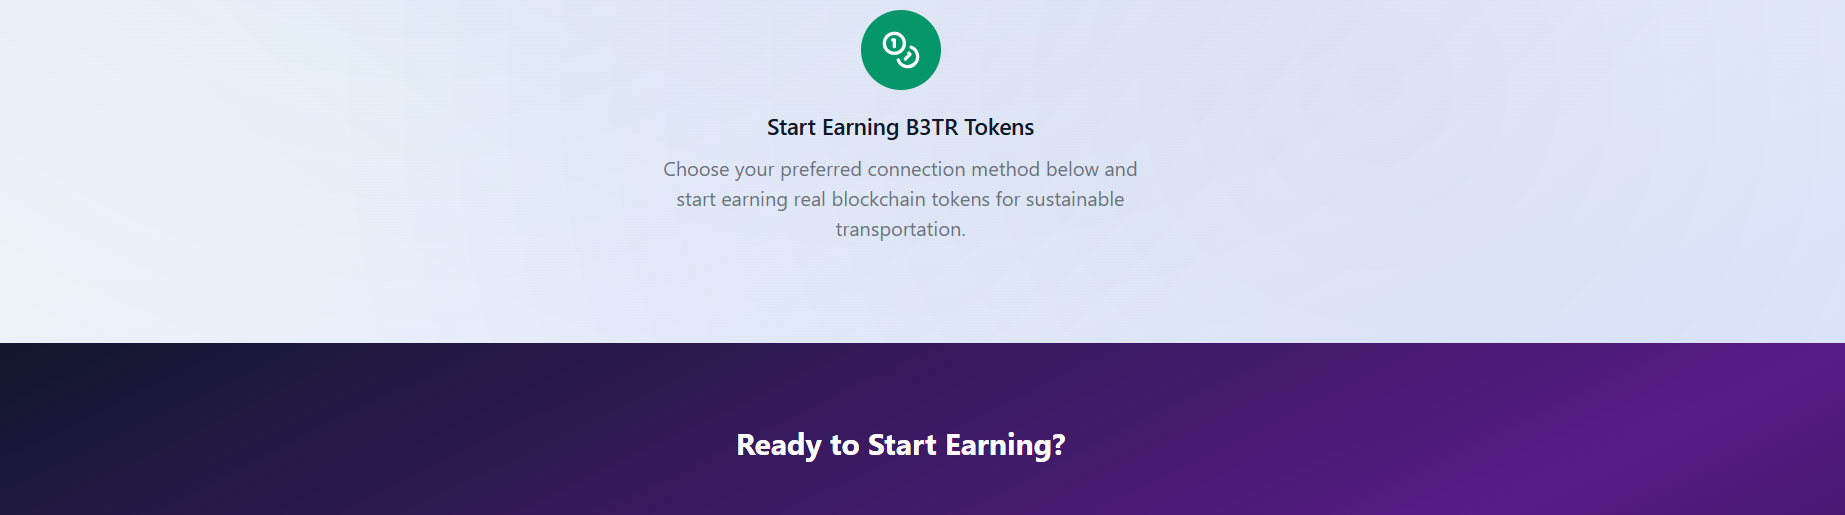 Start Earning B3TR Tokens
Choose your preferred connection method below and
start earning real blockchain tokens for sustainable
transportation.
Ready to Start Earning?